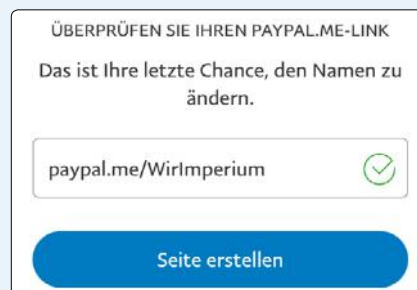 ÜBERPRÜFEN SIE IHREN PAYPAL.ME-LINK
Das ist Ihre letzte Chance, den Namen zu
ändern.
paypal.me/WirImperium
Seite erstellen